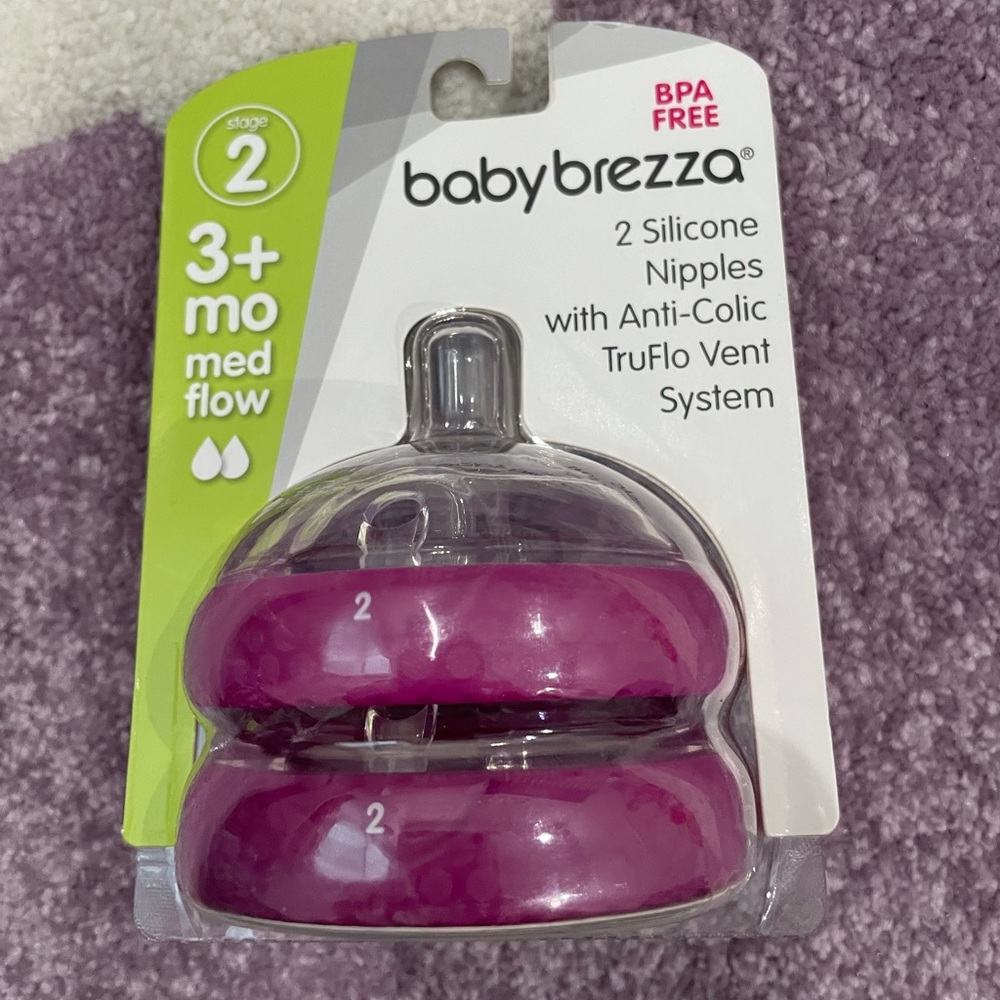 stage
2
3+
mo
med
flow
BPA
FREE
babybrezza®
2 Silicone
Nipples
with Anti-Colic
TruFlo Vent
System
2
2